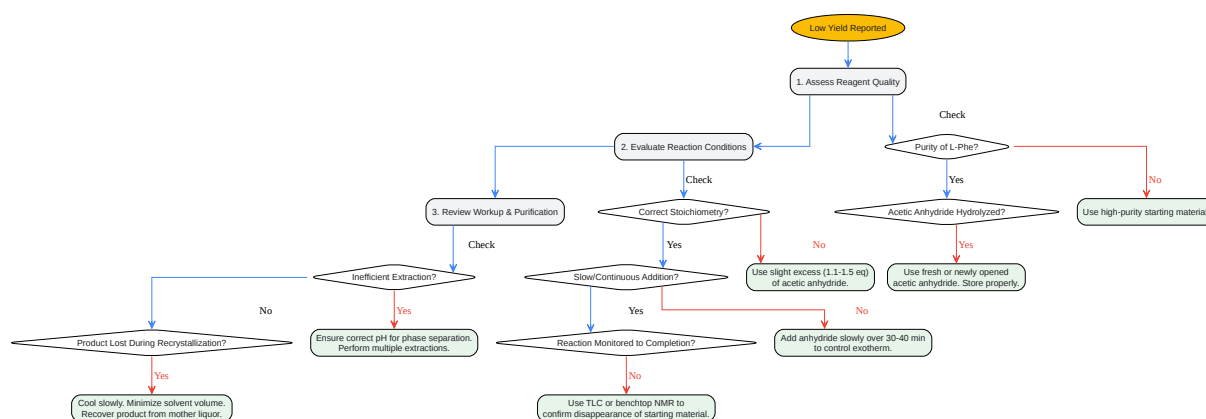 Low Yield Reported
1. Assess Reagent Quality
Check
2. Evaluate Reaction Conditions
Purity of L-Phe?
Check
Yes
No
3. Review Workup & Purification
Correct Stoichiometry?
Acetic Anhydride Hydrolyzed?
Use high-purity starting material.
Check
Yes
No
Yes
Inefficient Extraction?
Slow/Continuous Addition?
Use slight excess (1.1-1.5 eq)
of acetic anhydride.
Use fresh or newly opened
acetic anhydride. Store properly.
No
Yes
Yes
No
Product Lost During Recrystallization?
Ensure correct pH for phase separation.
Perform multiple extractions.
Reaction Monitored to Completion?
Add anhydride slowly over 30-40 min
to control exotherm.
Yes
No
Cool slowly. Minimize solvent volume.
Recover product from mother liquor.
Use TLC or benchtop NMR to
confirm disappearance of starting material.